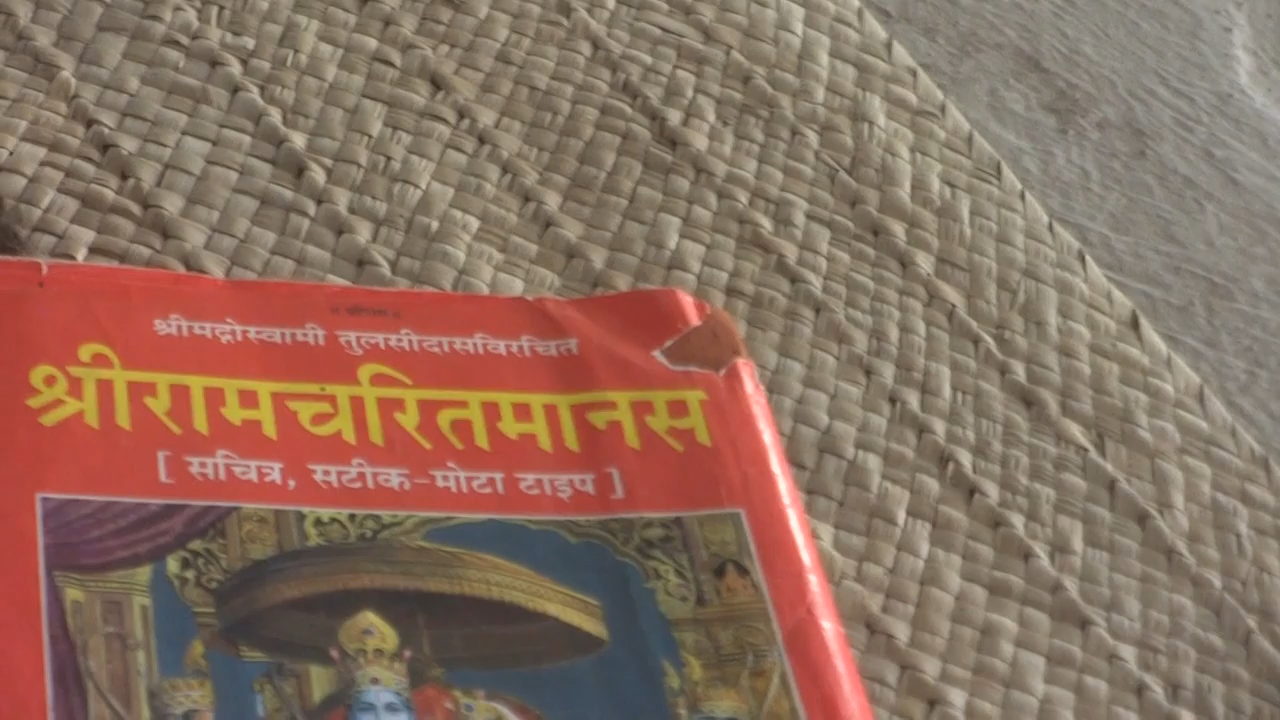 श्रीमद्गोस्वामी तुलसीदासविरचित
श्रीरामचरितमानस
[ सचित्र, सटीक-मोटा टाइप ]